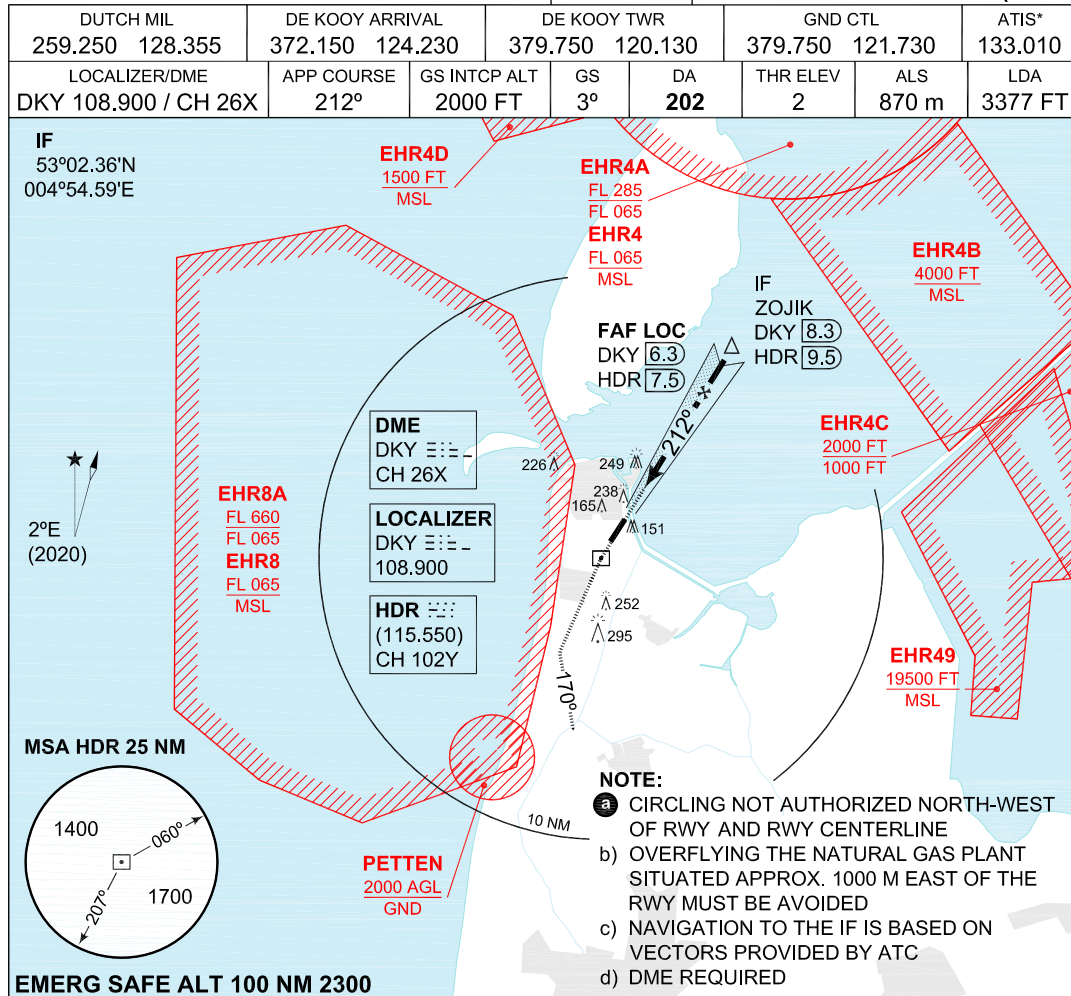 DUTCH MIL
259.250 128.355
DE KOOY ARRIVAL
372.150 124.230
DE KOOY TWR
379.750 120.130
GND CTL
379.750 121.730
ATIS*
133.010
LOCALIZER/DME
DKY 108.900 / CH 26X
APP COURSE
212º
GS INTCP ALT
2000 FT
GS
3º
DA
202
THR ELEV
2
ALS
870 m
LDA
3377 FT
IF
53º02.36'N
004º54.59'E
EHR4D
1500 FT
MSL
EHR4A
FL 285
FL 065
EHR4
FL 065
MSL
EHR4B
4000 FT
MSL
IF
ZOJIK
DKY 8.3
HDR 9.5
FAF LOC
DKY 6.3
HDR 7.5
212º
EHR4C
2000 FT
1000 FT
DME
DKY
CH 26X
LOCALIZER
DKY
108.900
HDR
(115.550)
CH 102Y
226
249
238
165
151
252
295
2ºE
(2020)
EHR8A
FL 660
FL 065
EHR8
FL 065
MSL
EHR49
19500 FT
MSL
170º
10 NM
PETTEN
2000 AGL
GND
MSA HDR 25 NM
1400
060º
1700
207º
EMERG SAFE ALT 100 NM 2300
NOTE:
a CIRCLING NOT AUTHORIZED NORTH-WEST
OF RWY AND RWY CENTERLINE
b) OVERFLYING THE NATURAL GAS PLANT
SITUATED APPROX. 1000 M EAST OF THE
RWY MUST BE AVOIDED
c) NAVIGATION TO THE IF IS BASED ON
VECTORS PROVIDED BY ATC
d) DME REQUIRED